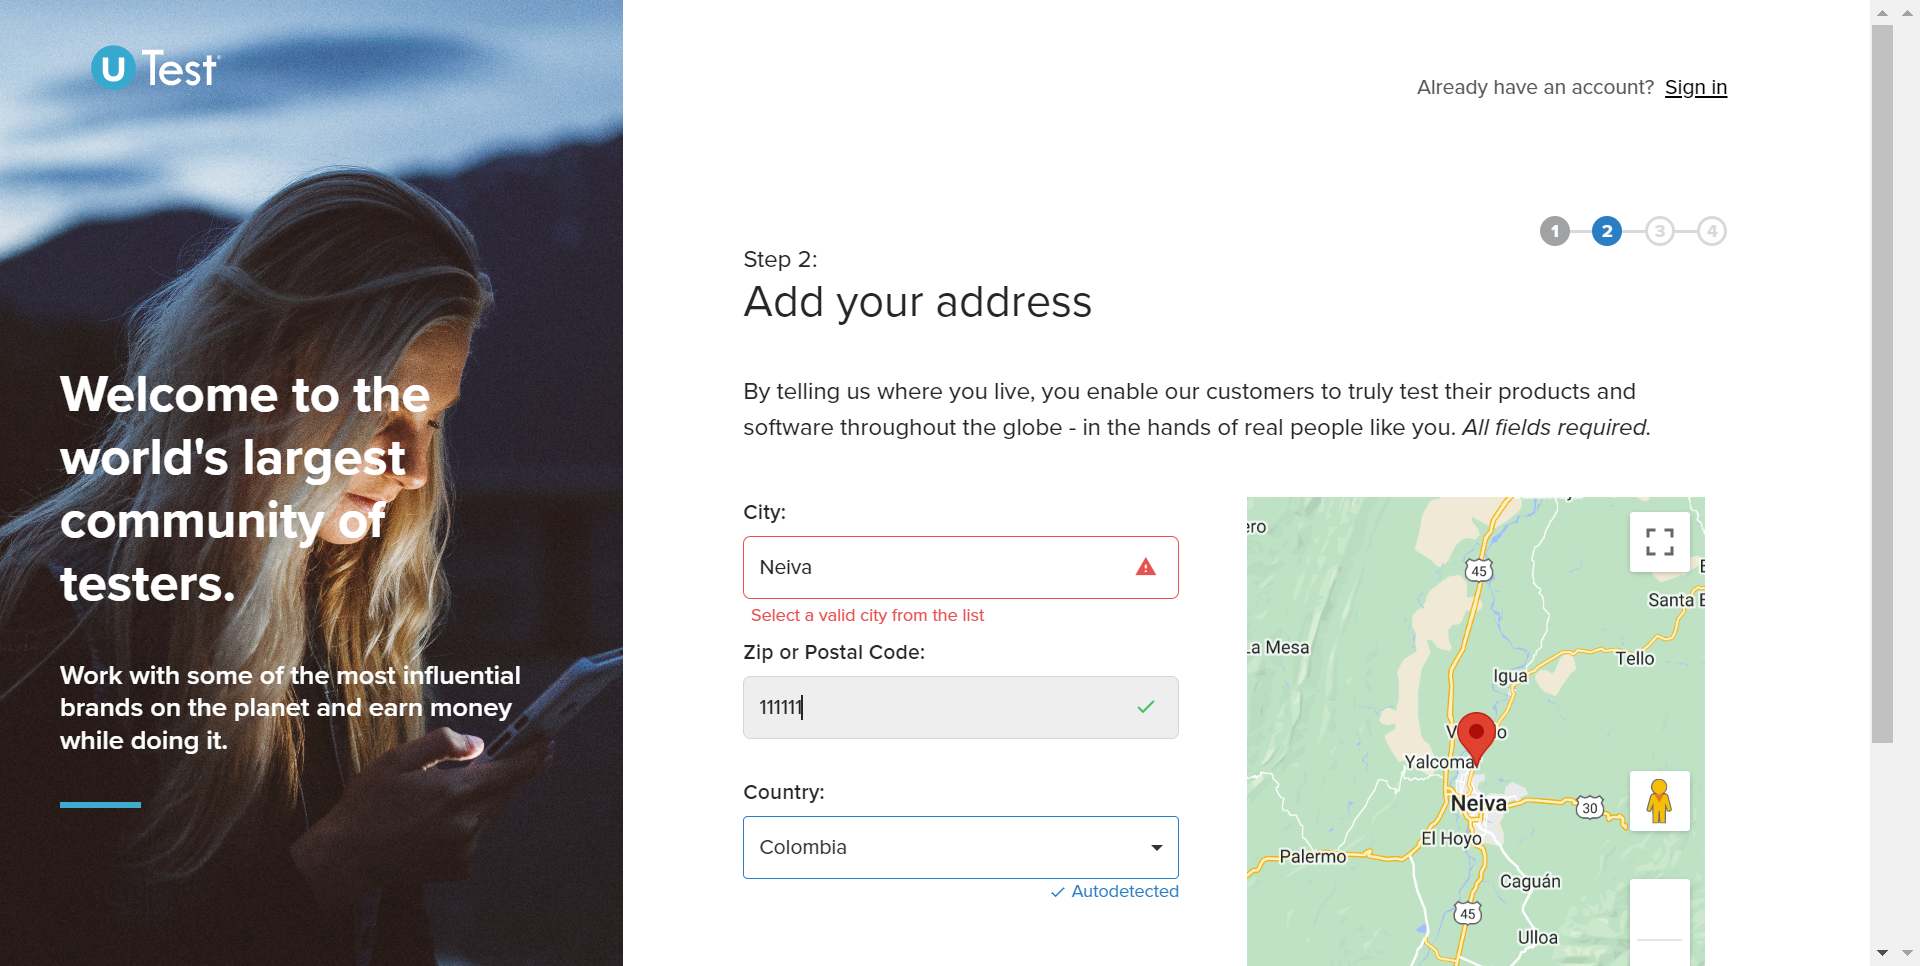 U Test
Already have an account? Sign in
1 2 3 4
Step 2:
Add your address
Welcome to the
world's largest
community of
testers.
Work with some of the most influential
brands on the planet and earn money
while doing it.
By telling us where you live, you enable our customers to truly test their products and
software throughout the globe - in the hands of real people like you. All fields required.
City:
Neiva
Select a valid city from the list
Zip or Postal Code:
111111
Country:
Colombia
Autodetected
45
Santa
La Mesa
Tello
Igua
Yalcoma
Neiva
30
El Hoyo
Palermo
Caguán
45
Ulloa